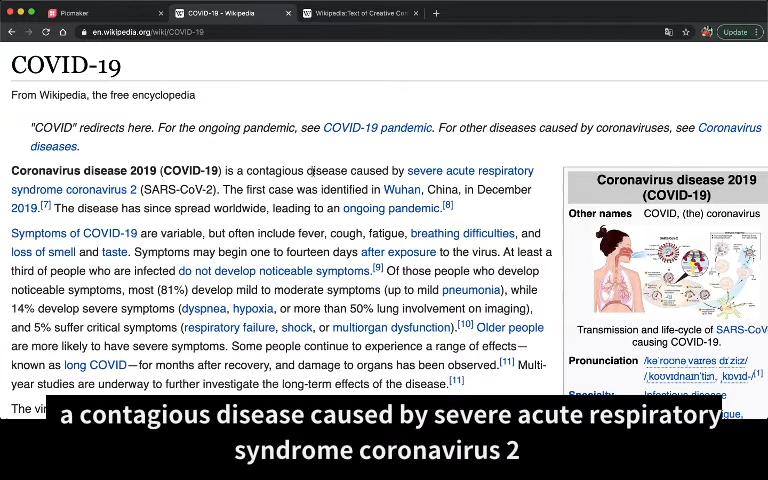 Picmaker
COVID-19 - Wikipedia
Wikipedia:Text of Creative Co
en.wikipedia.org/wiki/COVID-19
Update
COVID-19
From Wikipedia, the free encyclopedia
"COVID" redirects here. For the ongoing pandemic, see COVID-19 pandemic. For other diseases caused by coronaviruses, see Coronavirus
diseases.
Coronavirus disease 2019 (COVID-19) is a contagious disease caused by severe acute respiratory
syndrome coronavirus 2 (SARS-CoV-2). The first case was identified in Wuhan, China, in December
2019.[7] The disease has since spread worldwide, leading to an ongoing pandemic.[8]
Symptoms of COVID-19 are variable, but often include fever, cough, fatigue, breathing difficulties, and
loss of smell and taste. Symptoms may begin one to fourteen days after exposure to the virus. At least a
third of people who are infected do not develop noticeable symptoms.[9] Of those people who develop
noticeable symptoms, most (81%) develop mild to moderate symptoms (up to mild pneumonia), while
14% develop severe symptoms (dyspnea, hypoxia, or more than 50% lung involvement on imaging),
and 5% suffer critical symptoms (respiratory failure, shock, or multiorgan dysfunction).[10] Older people
are more likely to have severe symptoms. Some people continue to experience a range of effects—
known as long COVID—for months after recovery, and damage to organs has been observed.[11] Multi-
year studies are underway to further investigate the long-term effects of the disease.[11]
The vir
Coronavirus disease 2019
(COVID-19)
Other names COVID, (the) coronavirus
Transmission and life-cycle of SARS-CoV
causing COVID-19.
Pronunciation
Specialty Infectious disease
a contagious disease caused by severe acute respiratory
syndrome coronavirus 2